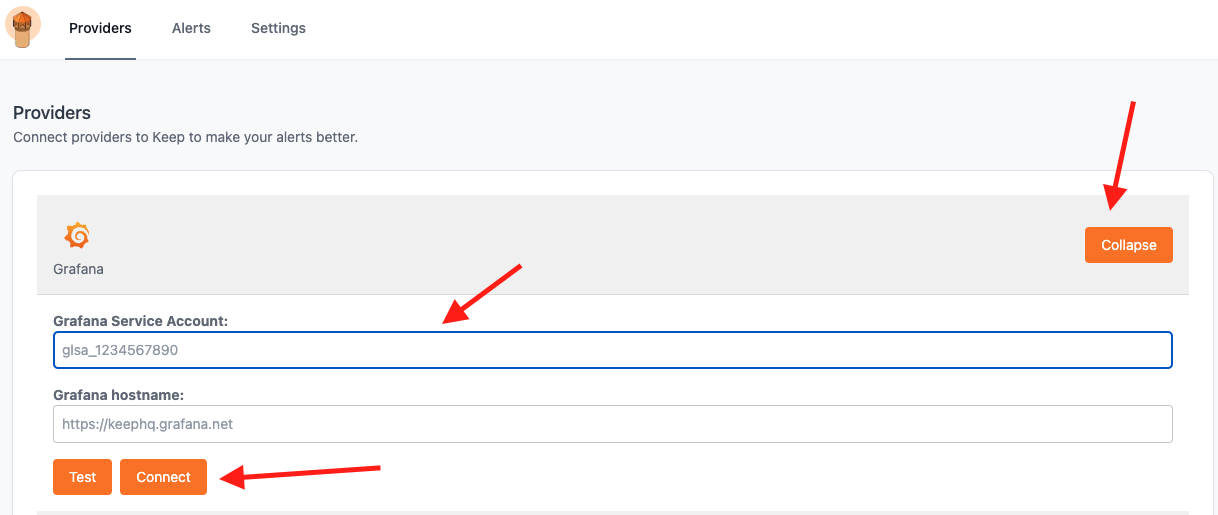 Providers Alerts Settings
Providers
Connect providers to Keep to make your alerts better.
Collapse
Grafana
Grafana Service Account:
glsa_1234567890
Grafana hostname:
https://keephq.grafana.net
Test Connect